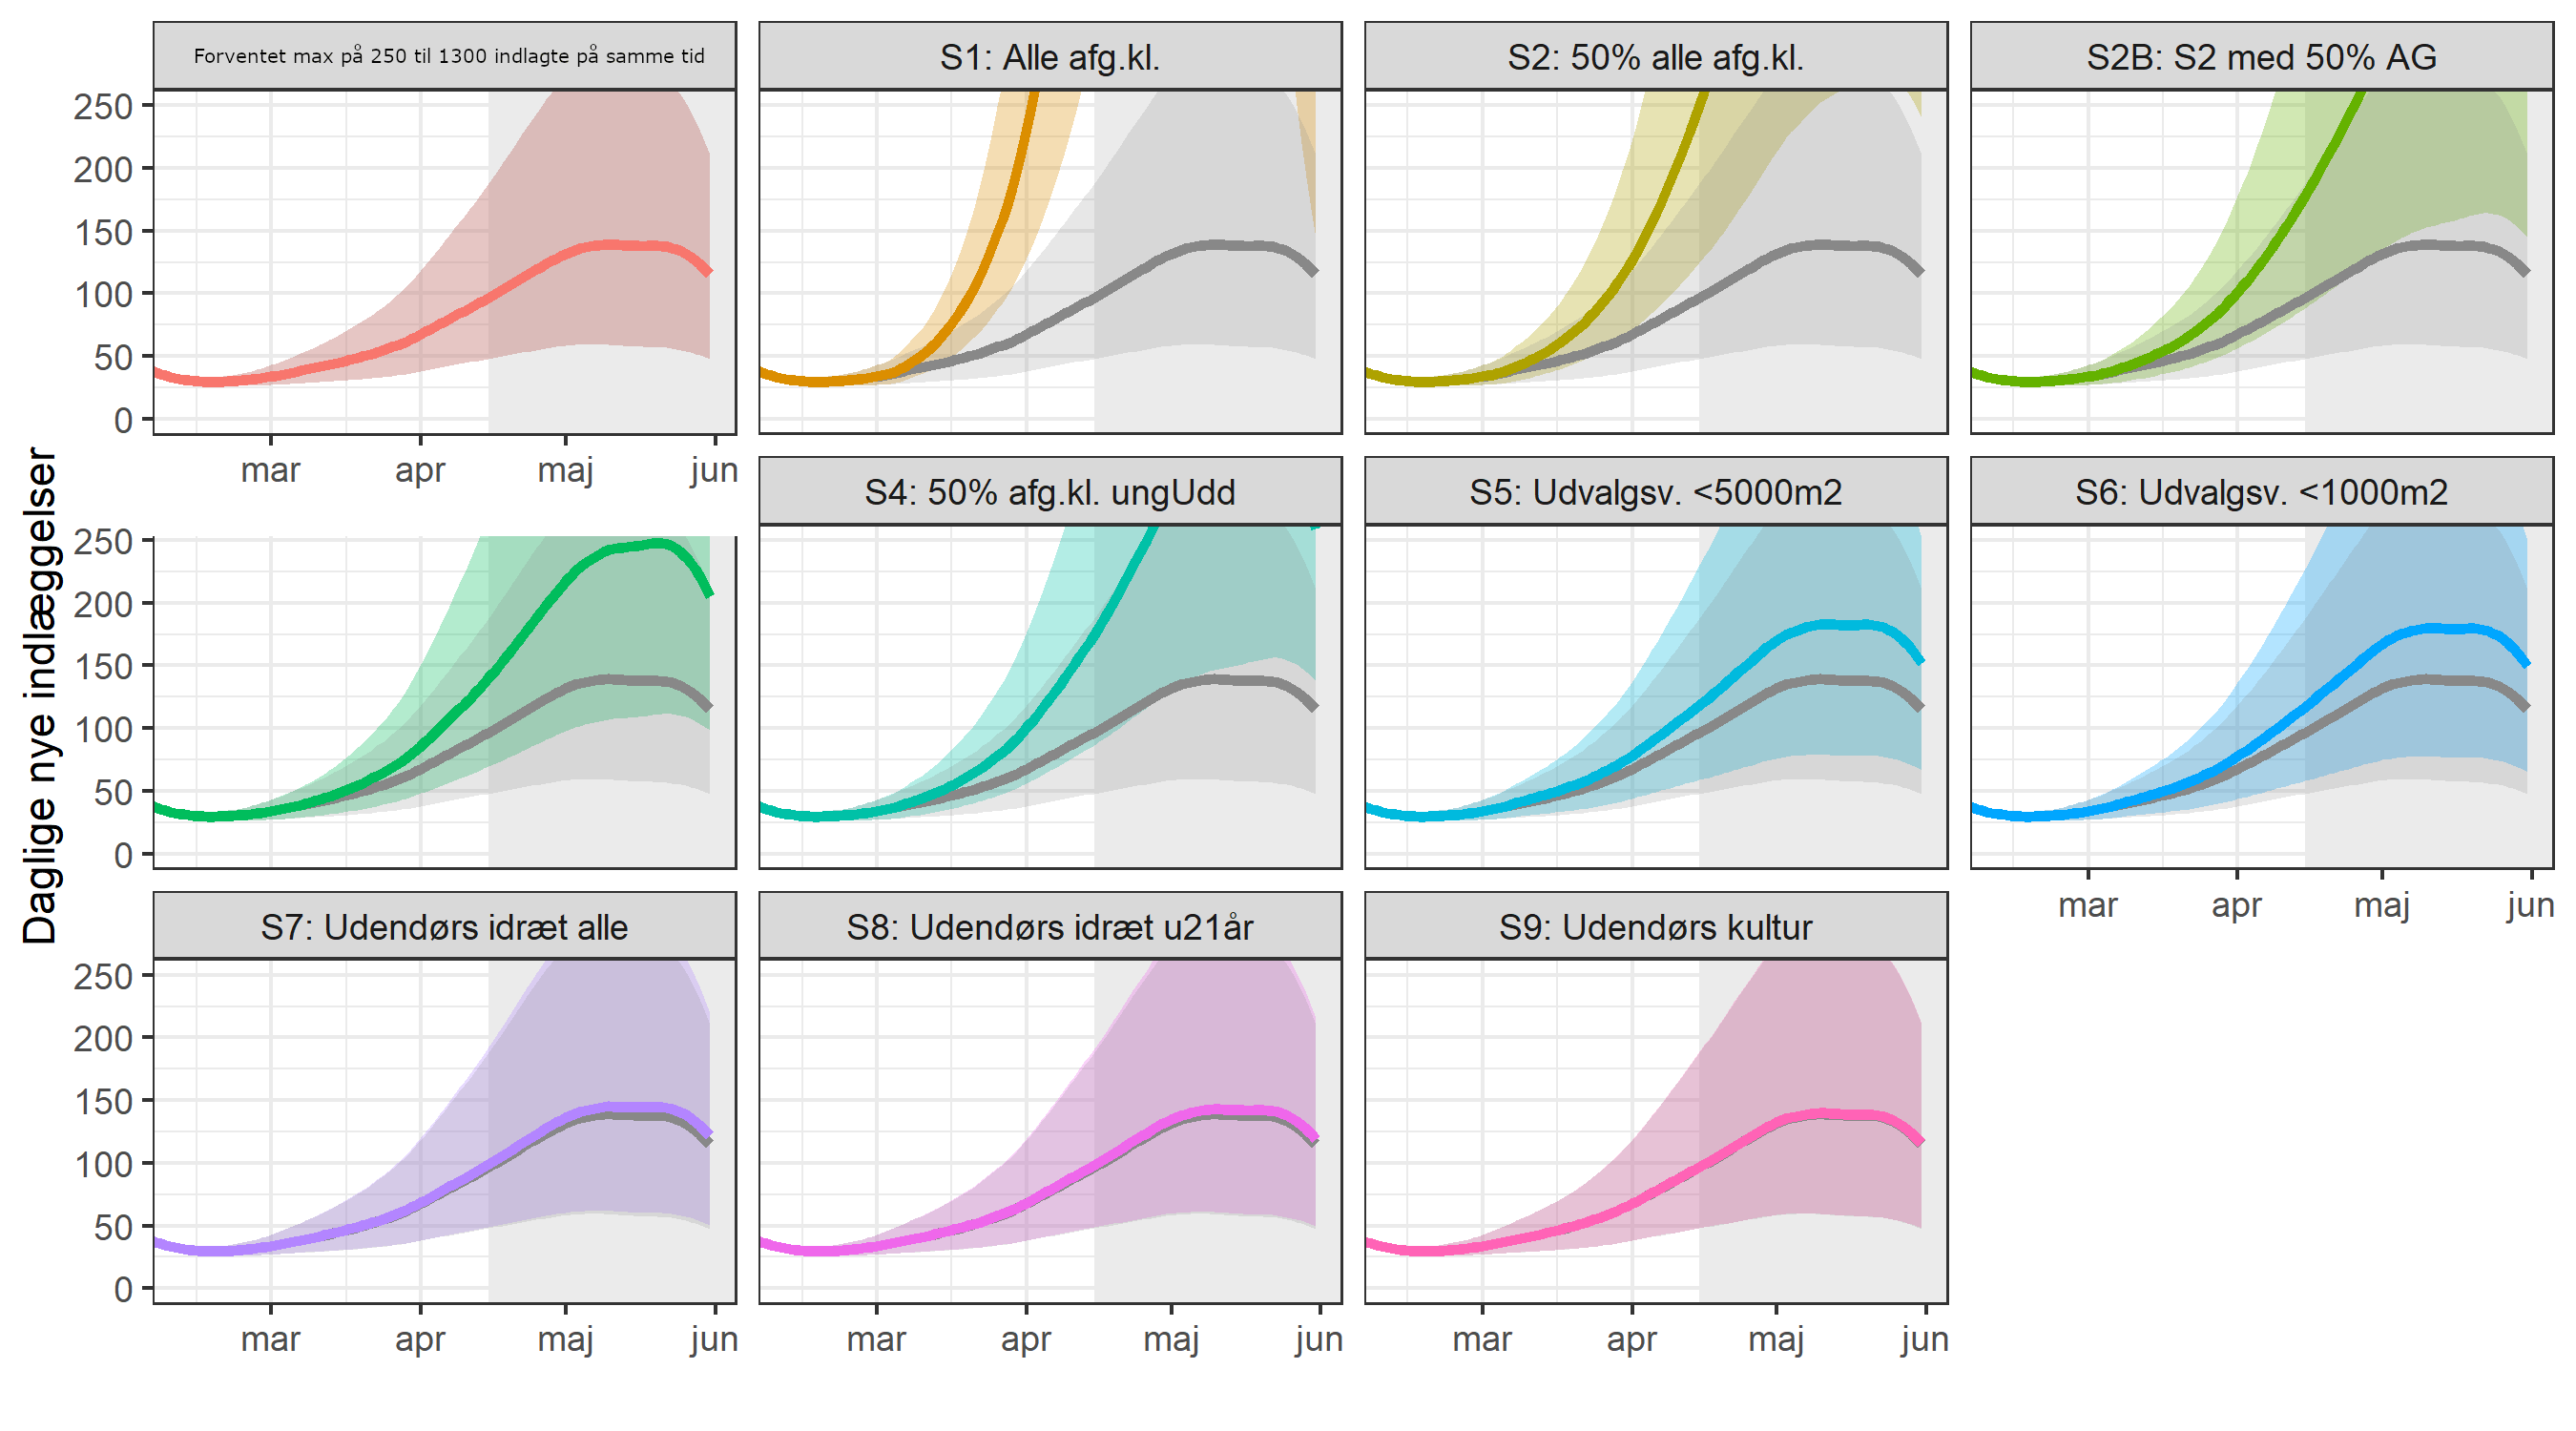 Forventet max på 250 til 1300 indlagte på samme tid
S1: Alle afg.kl.
S2: 50% alle afg.kl.
S2B: S2 med 50% AG
250
200
150
100
50
0
mar apr maj jun
S4: 50% afg.kl. ungUdd
S5: Udvalgsv. <5000m2
S6: Udvalgsv. <1000m2
Daglige nye indlæggelser
250
200
150
100
50
0
mar apr maj jun
S7: Udendørs idræt alle
S8: Udendørs idræt u21år
S9: Udendørs kultur
250
200
150
100
50
0
mar apr maj jun
mar apr maj jun
mar apr maj jun